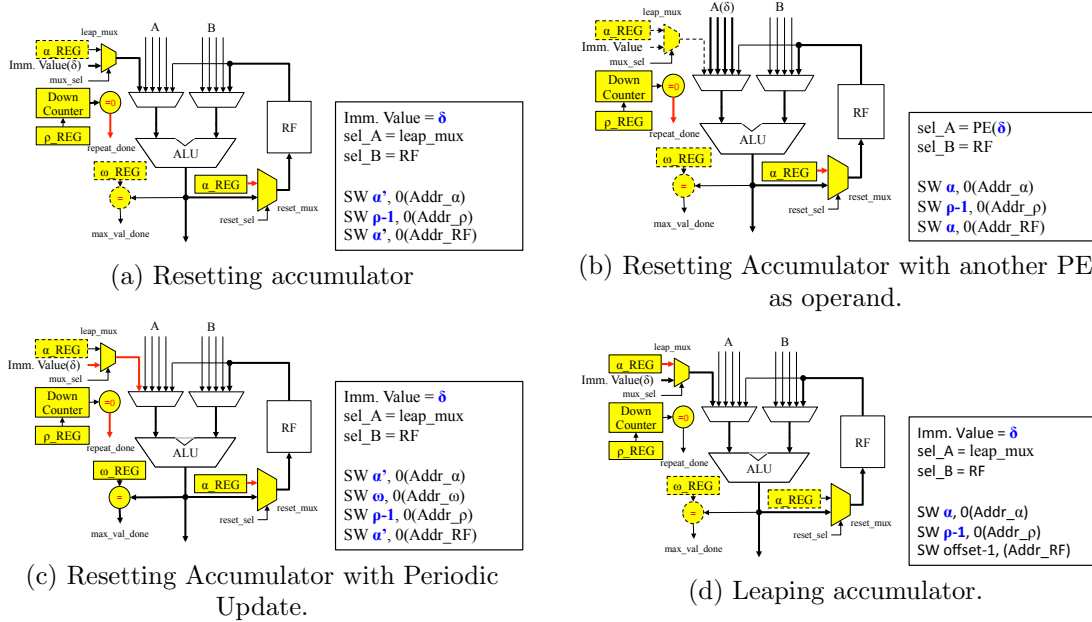 A
B
leap_mux
α_REG
Imm. Value(δ)
mux_sel
Down
Counter
=0
ρ_REG
repeat_done
ALU
RF
ω_REG
α_REG
=
reset_sel
reset_mux
max_val_done
Imm. Value = δ
sel_A = leap_mux
sel_B = RF
SW α’, 0(Addr_α)
SW ρ-1, 0(Addr_ρ)
SW α’, 0(Addr_RF)
(a) Resetting accumulator
A(δ)
B
leap_mux
α_REG
Imm. Value
mux_sel
Down
Counter
=0
ρ_REG
repeat_done
ALU
RF
ω_REG
α_REG
=
reset_sel
reset_mux
max_val_done
sel_A = PE(δ)
sel_B = RF
SW α, 0(Addr_α)
SW ρ-1, 0(Addr_ρ)
SW α, 0(Addr_RF)
(b) Resetting Accumulator with another PE
as operand.
A
B
leap_mux
α_REG
Imm. Value(δ)
mux_sel
Down
Counter
=0
ρ_REG
repeat_done
ALU
RF
ω_REG
α_REG
=
reset_sel
reset_mux
max_val_done
Imm. Value = δ
sel_A = leap_mux
sel_B = RF
SW α’, 0(Addr_α)
SW ω, 0(Addr_ω)
SW ρ-1, 0(Addr_ρ)
SW α’, 0(Addr_RF)
(c) Resetting Accumulator with Periodic
Update.
A
B
leap_mux
α_REG
Imm. Value(δ)
mux_sel
Down
Counter
=0
ρ_REG
repeat_done
ALU
RF
ω_REG
α_REG
=
reset_sel
reset_mux
max_val_done
Imm. Value = δ
sel_A = leap_mux
sel_B = RF
SW α, 0(Addr_α)
SW ρ-1, 0(Addr_ρ)
SW offset-1, (Addr_RF)
(d) Leaping accumulator.